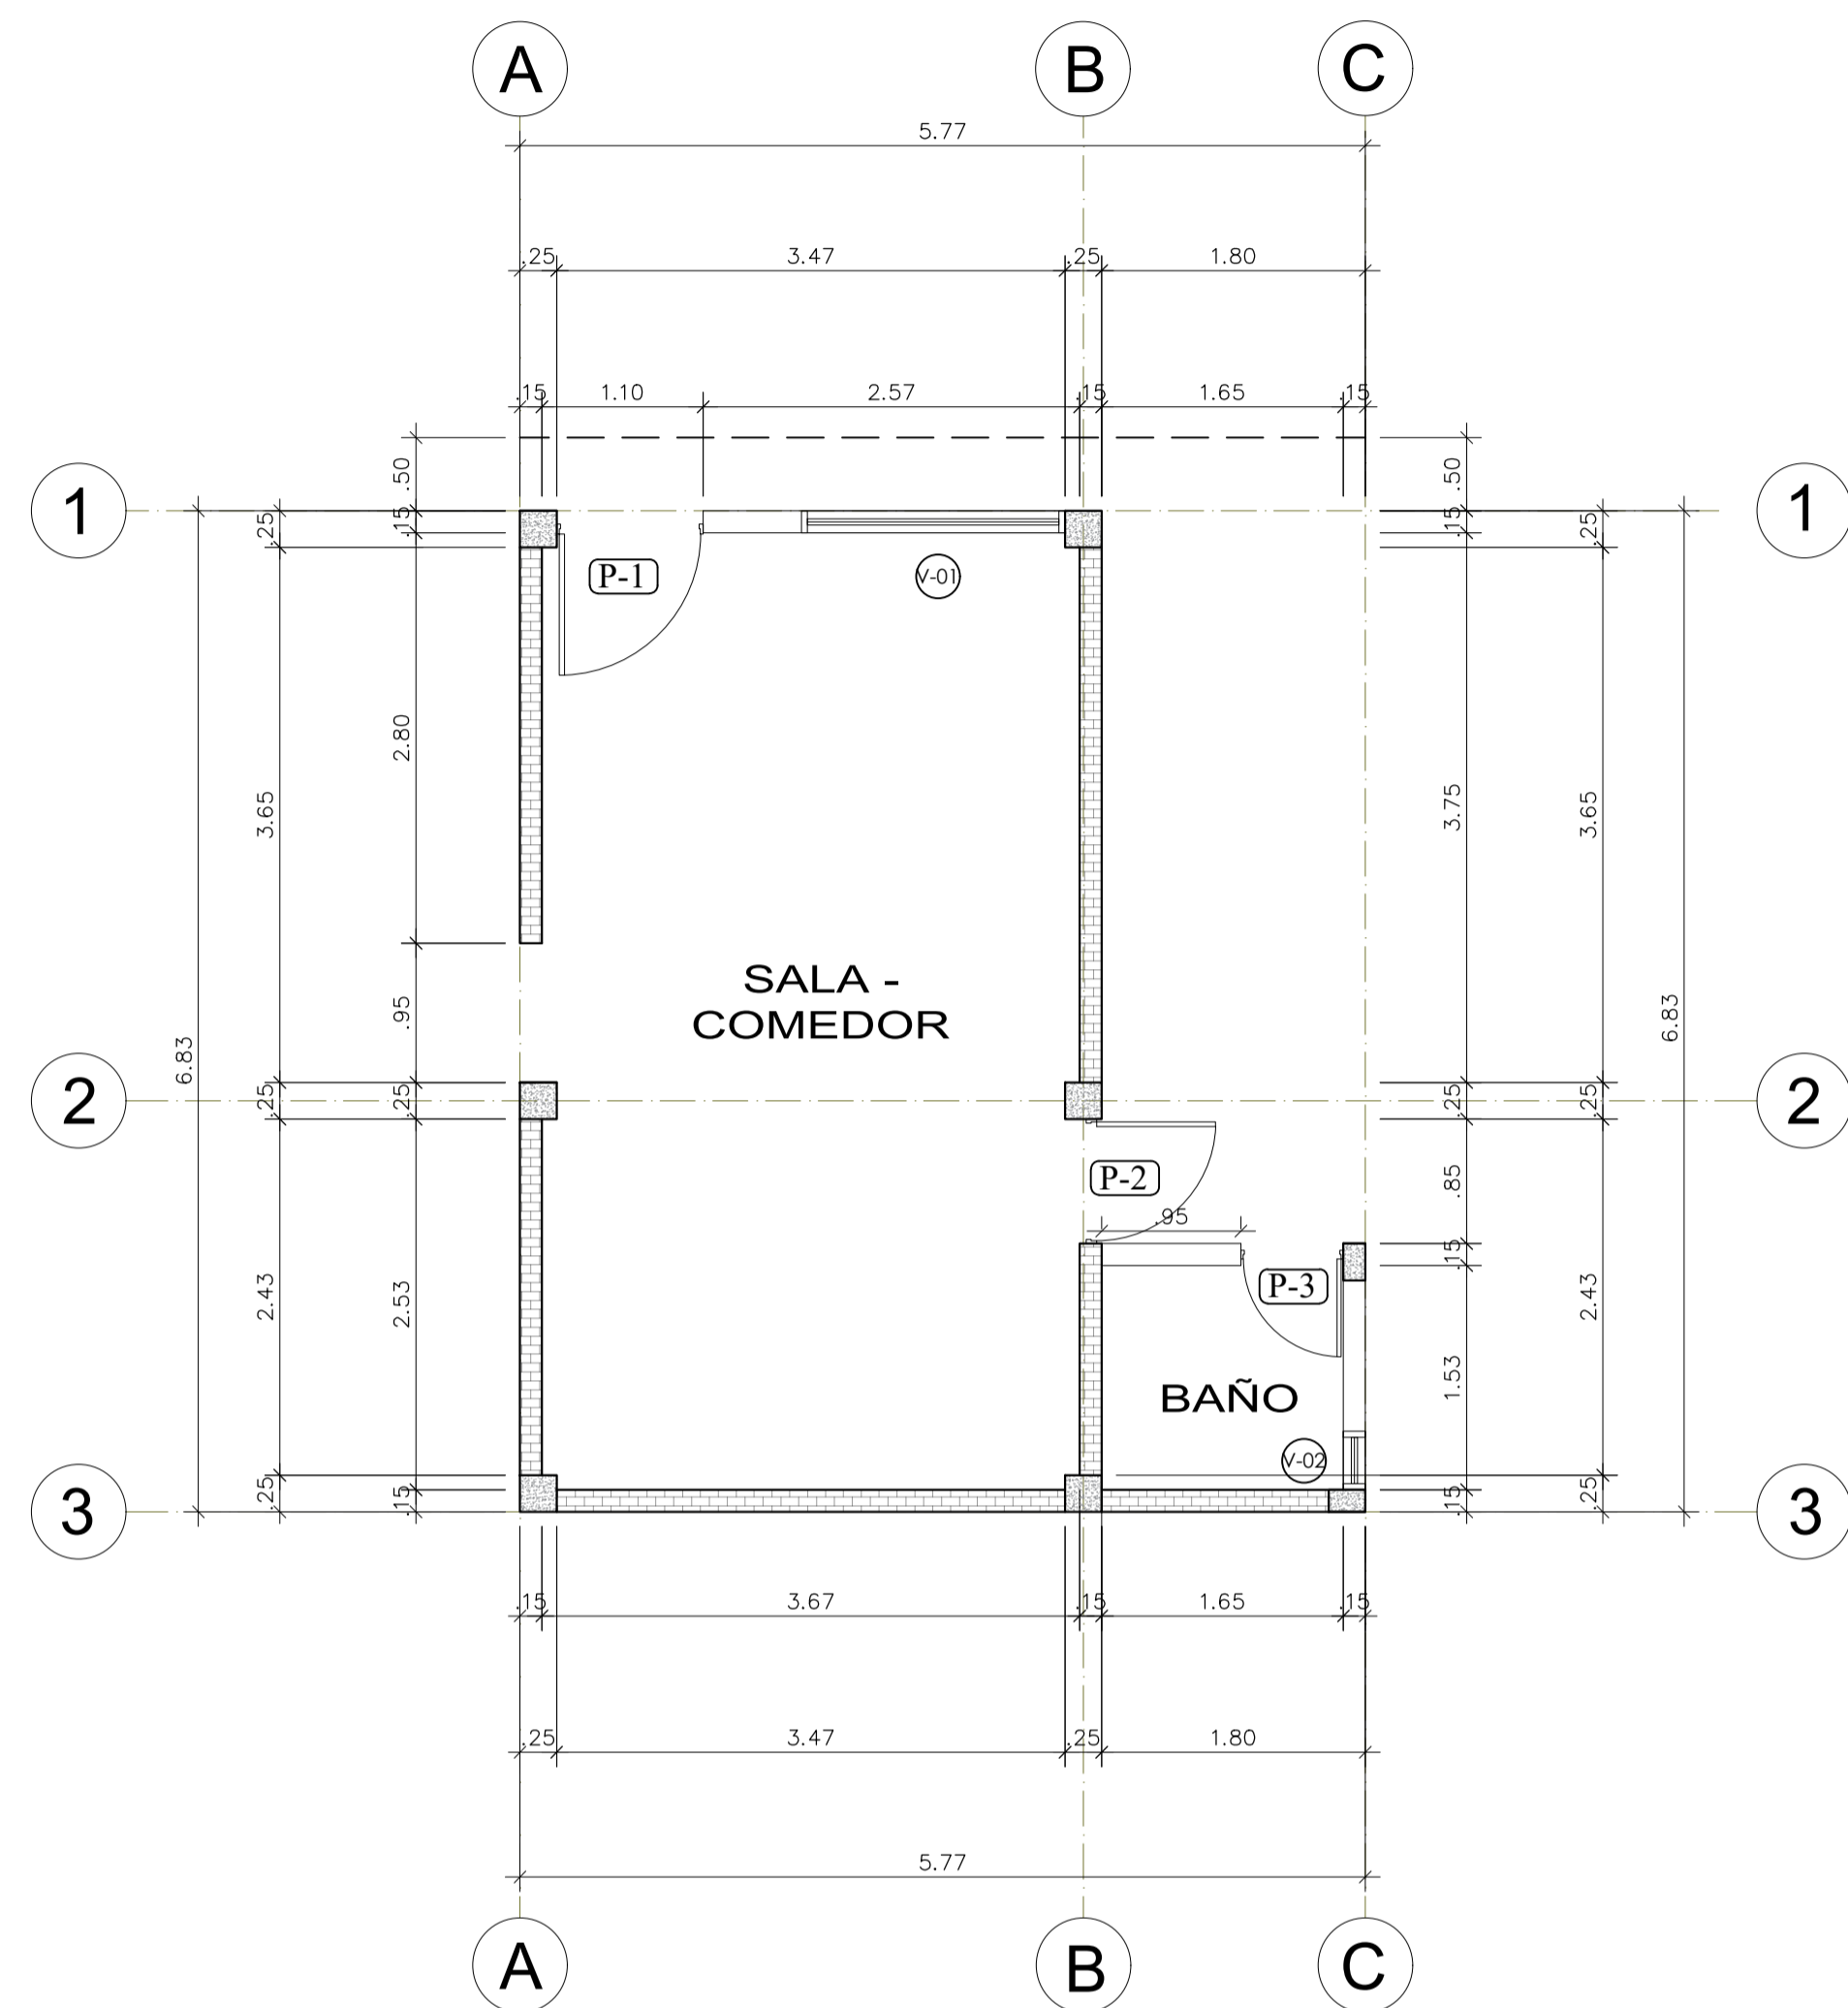 A B C
5.77
.25 3.47 .25 1.80
.15 1.10 2.57 .15 1.65 .15
.50 .50
1 1
.25 .15 .15 .25
P-1 V-01
2.80
3.65 3.75 3.65
SALA -
COMEDOR
.95
6.83 6.83
2 2
.25 .25 .25 .25
P-2 .85
.95
.15
P-3
2.43 2.53 2.43
1.53
BAÑO
V-02
.25 .15 .15 .25
3 3
.15 3.67 .15 1.65 .15
.25 3.47 .25 1.80
5.77
A B C